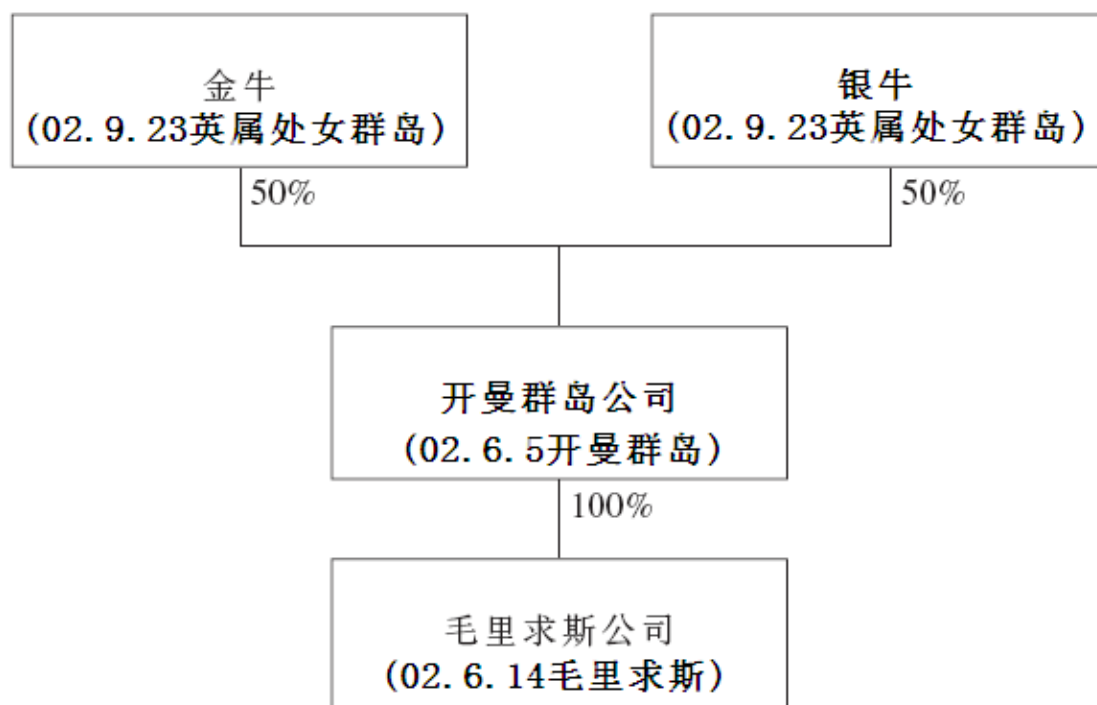 金牛
(02.9.23英属处女群岛)
银牛
(02.9.23英属处女群岛)
50%
50%
开曼群岛公司
(02.6.5开曼群岛)
100%
毛里求斯公司
(02.6.14毛里求斯)